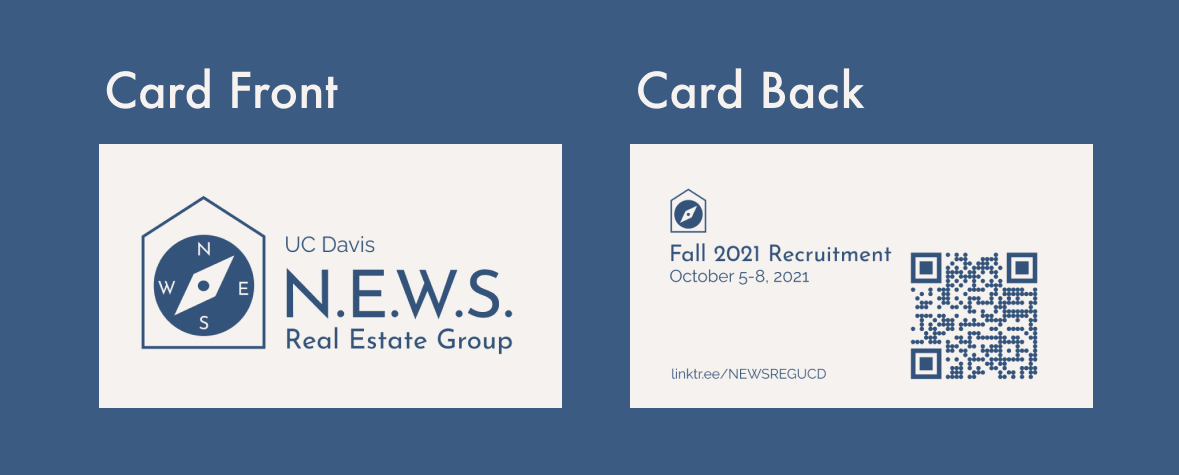 Card Front
N
W E
S
UC Davis
N.E.W.S.
Real Estate Group
Card Back
Fall 2021 Recruitment
October 5-8, 2021
linktr.ee/NEWSREGUCD